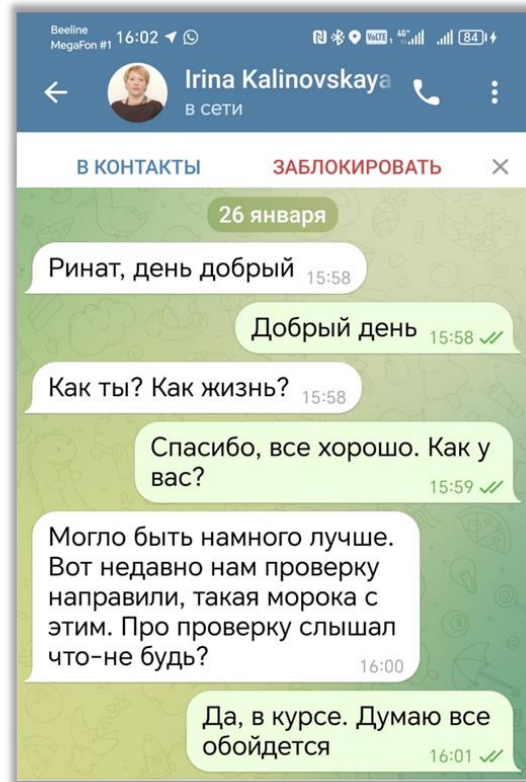 Beeline
MegaFon #1 16:02 VoLTE 46+ 84
Irina Kalinovskaya
в сети
В КОНТАКТЫ ЗАБЛОКИРОВАТЬ
26 января
Ринат, день добрый 15:58
Добрый день 15:58
Как ты? Как жизнь? 15:58
Спасибо, все хорошо. Как у
вас? 15:59
Могло быть намного лучше.
Вот недавно нам проверку
направили, такая морока с
этим. Про проверку слышал
что-не будь? 16:00
Да, в курсе. Думаю все
обойдется 16:01